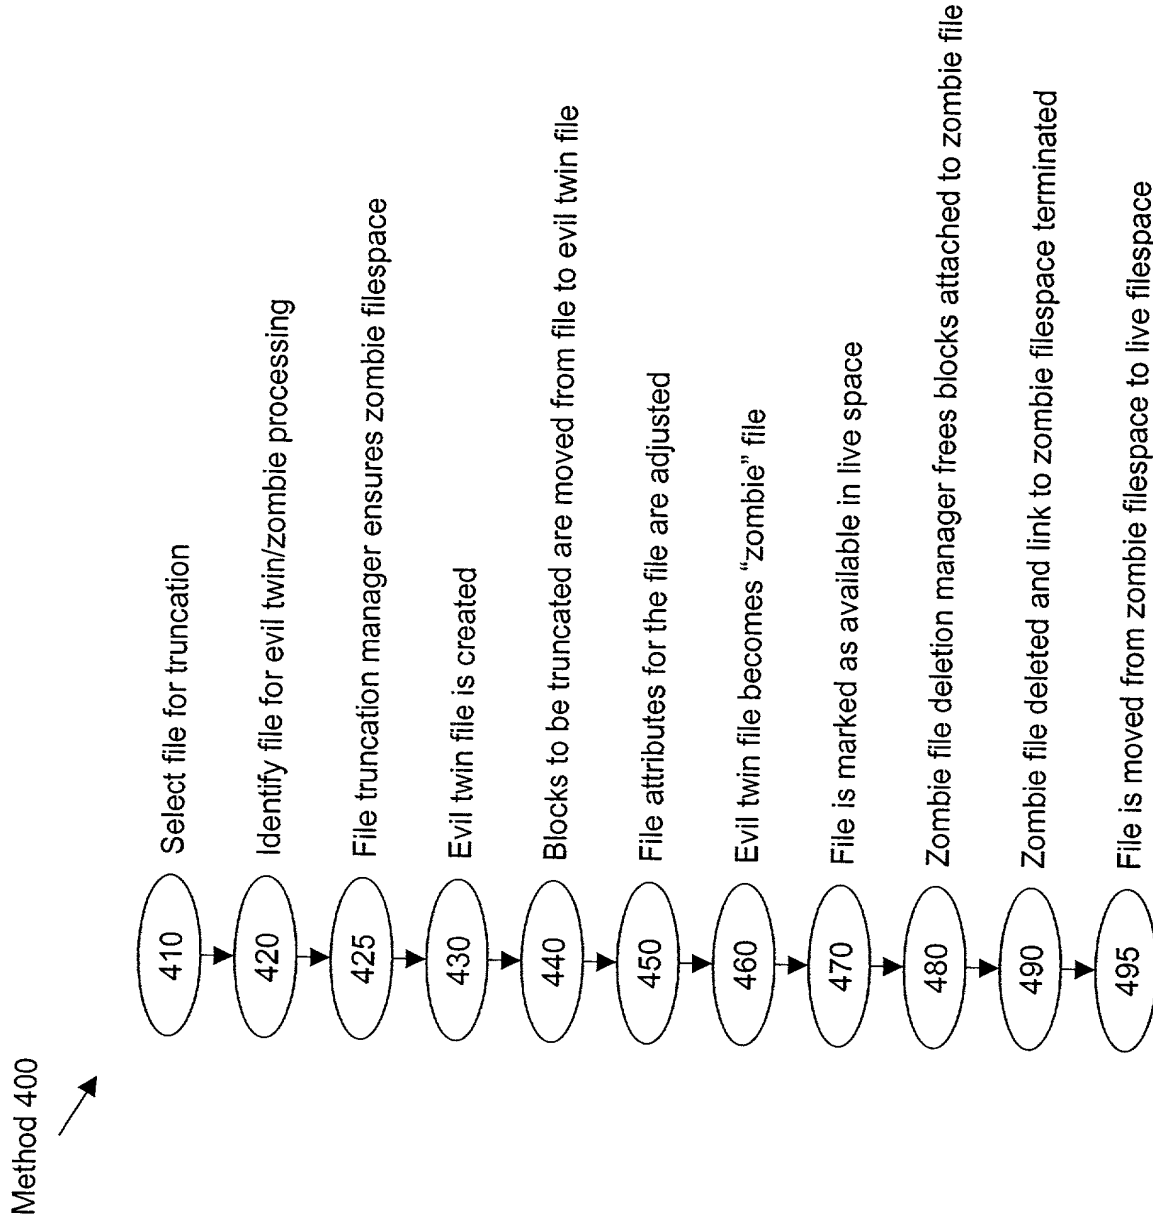 Method 400
410 Select file for truncation
420 Identify file for evil twin/zombie processing
425 File truncation manager ensures zombie filespace
430 Evil twin file is created
440 Blocks to be truncated are moved from file to evil twin file
450 File attributes for the file are adjusted
460 Evil twin file becomes “zombie” file
470 File is marked as available in live space
480 Zombie file deletion manager frees blocks attached to zombie file
490 Zombie file deleted and link to zombie filespace terminated
495 File is moved from zombie filespace to live filespace